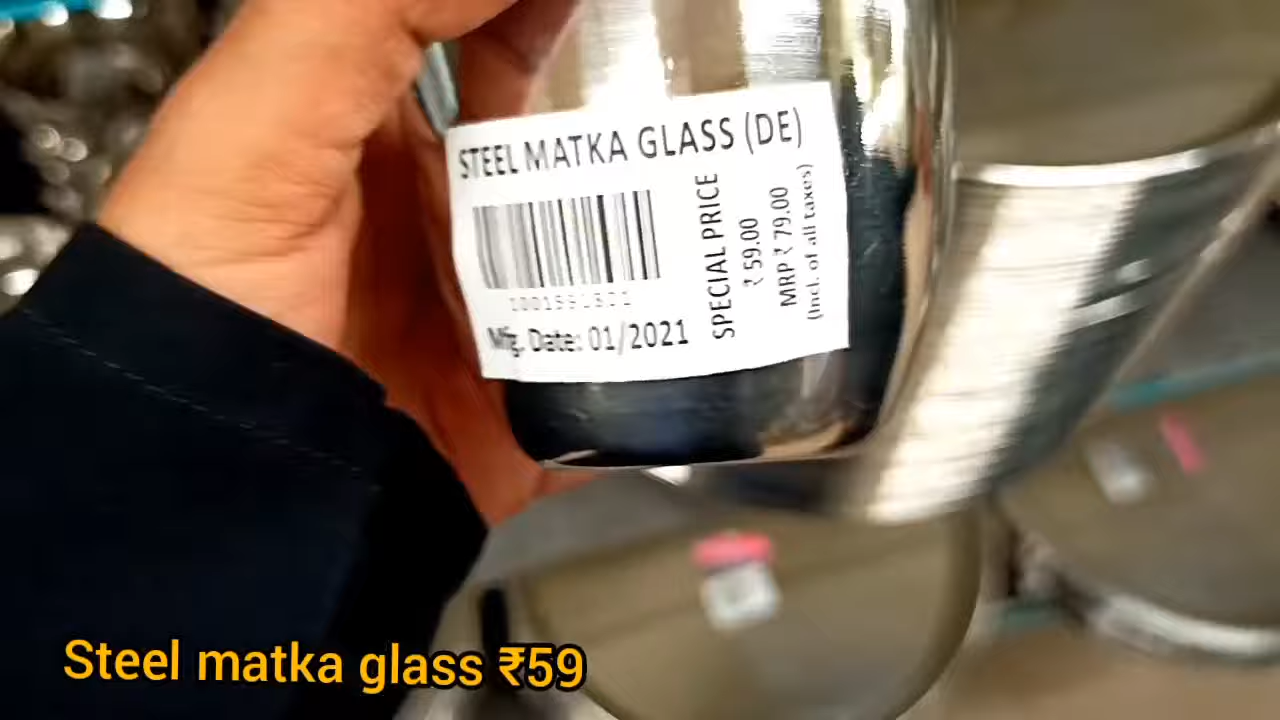 STEEL MATKA GLASS (DE)
Mfg. Date: 01/2021
SPECIAL PRICE
₹ 59.00
MRP ₹ 79.00
(Incl. of all taxes)
Steel matka glass ₹59